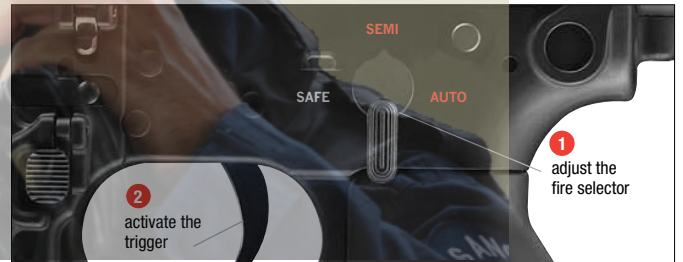 SEMI
SAFE
AUTO
1
adjust the
fire selector
2
activate the
trigger